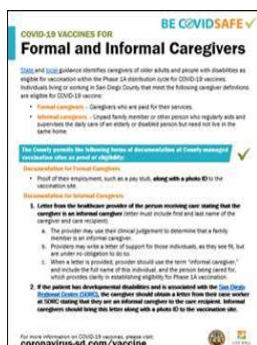 BE COVIDSAFE
COVID-19 VACCINES FOR
Formal and Informal Caregivers
State and local guidance identifies caregivers of older adults and people with disabilities as
eligible for vaccination within the Phase 1A distribution cycle for COVID-19 vaccines.
Individuals living or working in San Diego County that meet the following caregiver definitions
are eligible for COVID-19 vaccine:
• Formal caregivers - Caregivers who are paid for their services.
• Informal caregivers - Unpaid family member or other person who regularly aids and
supervises the daily care of an elderly or disabled person but need not live in the
same home.
The County permits the following forms of documentation at County-managed
vaccination sites as proof of eligibility:
Documentation for Formal Caregivers
• Proof of their employment, such as a pay stub, along with a photo ID to the
vaccination site.
Documentation for Informal Caregivers
1. Letter from the healthcare provider of the person receiving care stating that the
caregiver is an informal caregiver (letter must include first and last name of the
caregiver and care recipient).
a. The provider may use their clinical judgement to determine that a family
member is an informal caregiver.
b. Providers may write a letter of support for those individuals, as they see fit, but
are under no obligation to do so.
c. When a letter is provided, provider should use the term "informal caregiver,"
and include the full name of this individual, and the person being cared for,
which provides clarity in establishing eligibility for Phase 1A vaccination.
2. If the patient has developmental disabilities and is associated with the San Diego
Regional Center (SDRC), the caregiver should obtain a letter from their case worker
at SDRC stating that they are an informal caregiver to the care recipient. Informal
caregivers should bring this letter along with a photo ID to the vaccination site.
For more information on COVID-19 vaccines, please visit:
coronavirus-sd.com/vaccine